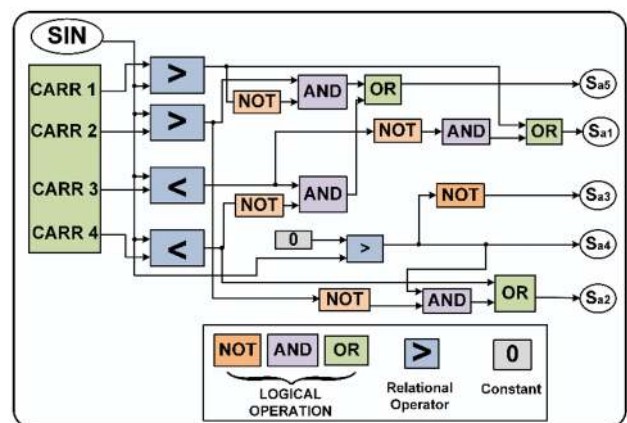 SIN
CARR 1
>
AND
OR
Sa5
NOT
CARR 2
>
NOT
AND
OR
Sa1
CARR 3
<
AND
NOT
Sa3
NOT
CARR 4
<
0
>
Sa4
OR
NOT
AND
Sa2
NOT
AND
OR
>
0
LOGICAL
OPERATION
Relational
Operator
Constant